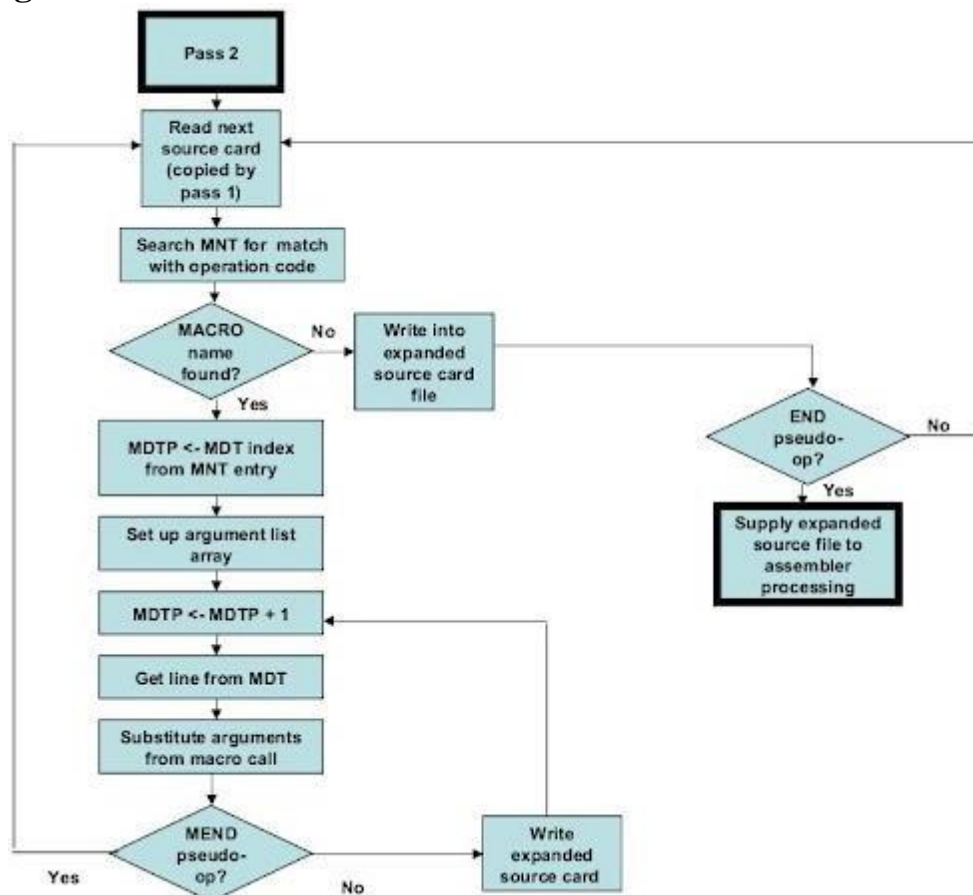 Pass 2
Read next
source card
(copied by
pass 1)
Search MNT for match
with operation code
MACRO
name
found?
No
Write into
expanded
source card
file
Yes
END
pseudo-
op?
No
MDTP <- MDT index
from MNT entry
Yes
Supply expanded
source file to
assembler
processing
Set up argument list
array
MDTP <- MDTP + 1
Get line from MDT
Substitute arguments
from macro call
MEND
pseudo-
op?
Yes
No
Write
expanded
source card